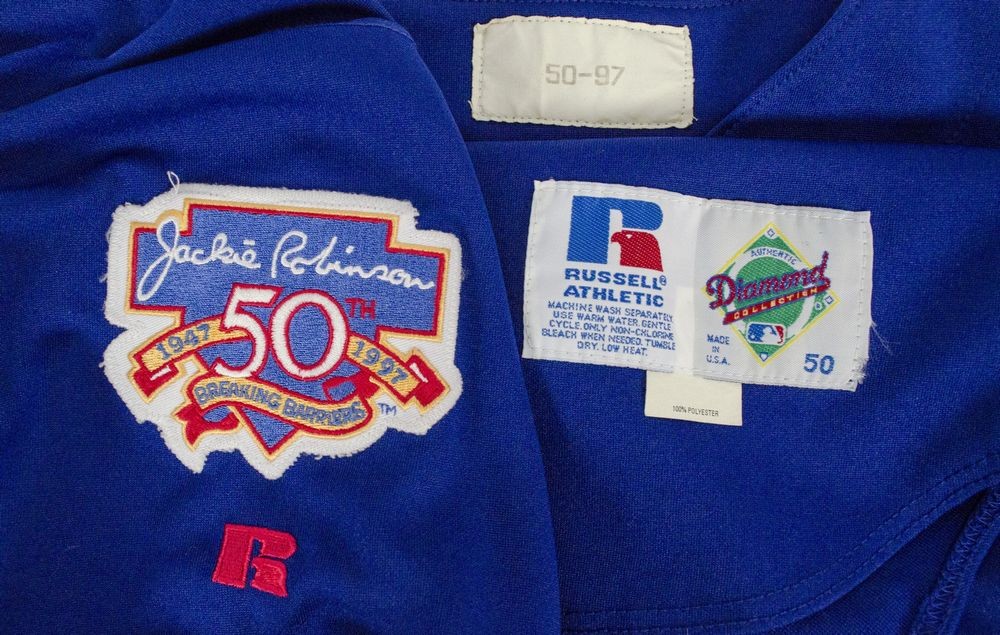 50-97
Jackie Robinson
50TH
1947
1997
BREAKING BARRIERS
TM
R
R
RUSSELL®
ATHLETIC
MACHINE WASH SEPARATELY
USE WARM WATER, GENTLE
CYCLE. ONLY NON-CHLORINE
BLEACH WHEN NEEDED. TUMBLE
DRY. LOW HEAT.
AUTHENTIC
Diamond
COLLECTION
MADE
IN
U.S.A.
50
100% POLYESTER